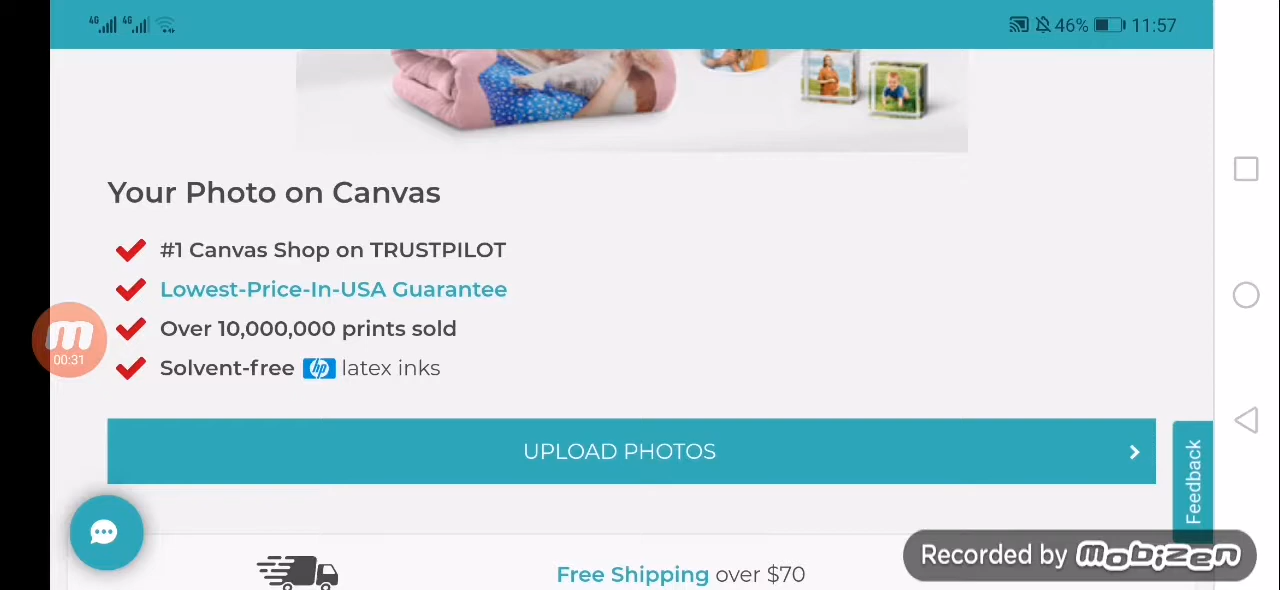 4G 4G 46% 11:57
Your Photo on Canvas
#1 Canvas Shop on TRUSTPILOT
Lowest-Price-In-USA Guarantee
Over 10,000,000 prints sold
00:31
Solvent-free hp latex inks
UPLOAD PHOTOS
Feedback
Recorded by mobizen
Free Shipping over $70